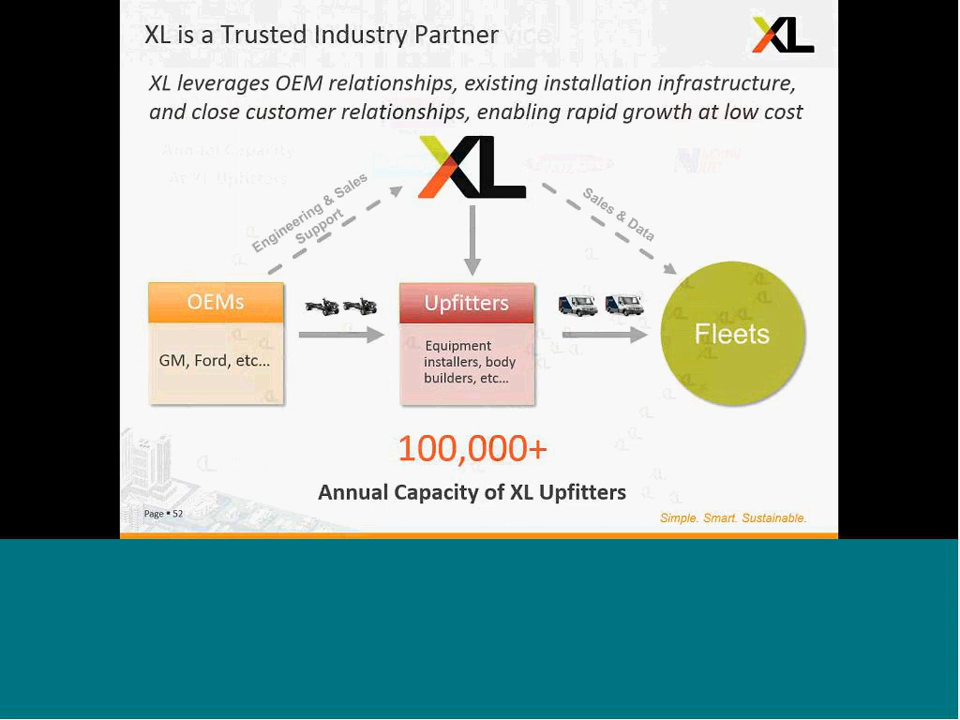 XL is a Trusted Industry Partner
XL
XL leverages OEM relationships, existing installation infrastructure,
and close customer relationships, enabling rapid growth at low cost
XL
Engineering & Sales
Support
Sales & Data
OEMs
GM, Ford, etc...
Upfitters
Equipment
installers, body
builders, etc...
Fleets
100,000+
Annual Capacity of XL Upfitters
Page ▪ 52
Simple. Smart. Sustainable.